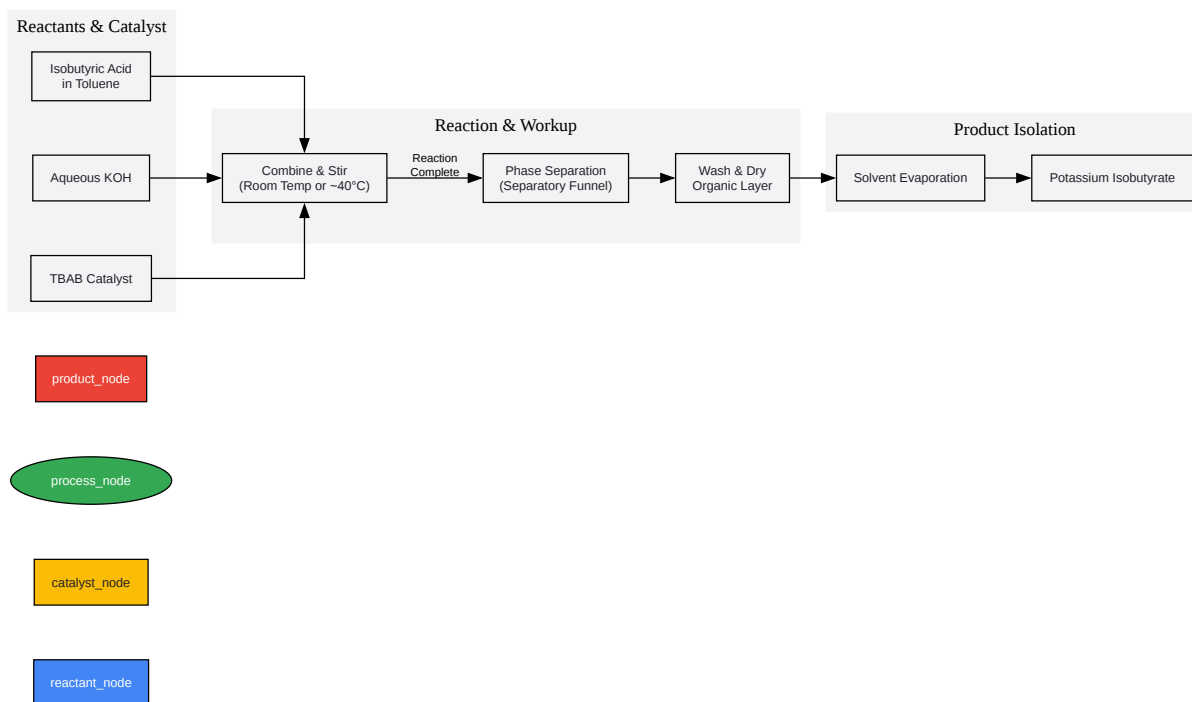 Reactants & Catalyst
Isobutyric Acid
in Toluene
Aqueous KOH
TBAB Catalyst
Reaction & Workup
Combine & Stir
(Room Temp or ~40°C)
Reaction
Complete
Phase Separation
(Separatory Funnel)
Wash & Dry
Organic Layer
Product Isolation
Solvent Evaporation
Potassium Isobutyrate
product_node
process_node
catalyst_node
reactant_node